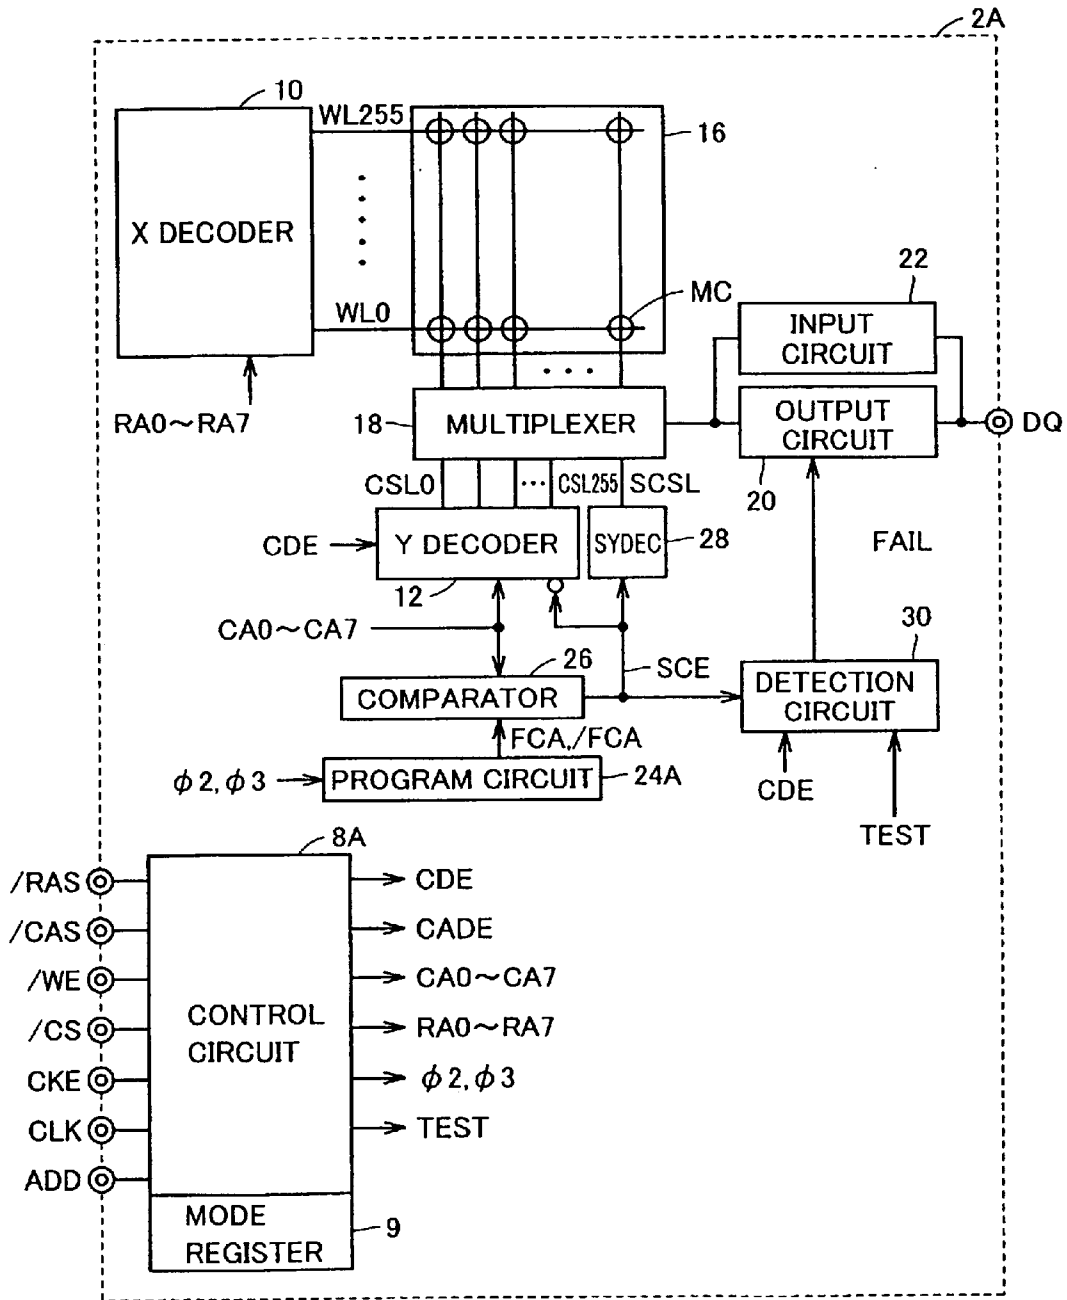 2A
10
WL255
16
X DECODER
WL0
MC
22
INPUT
CIRCUIT
RA0～RA7
18
MULTIPLEXER
OUTPUT
CIRCUIT
DQ
20
CSL0
CSL255
SCSL
CDE
Y DECODER
SYDEC
28
FAIL
12
CA0～CA7
26
SCE
30
COMPARATOR
DETECTION
CIRCUIT
FCA,/FCA
φ2,φ3
PROGRAM CIRCUIT
24A
CDE
TEST
8A
/RAS
CDE
/CAS
CADE
/WE
CA0～CA7
CONTROL
CIRCUIT
/CS
RA0～RA7
CKE
φ2,φ3
CLK
TEST
ADD
MODE
REGISTER
9